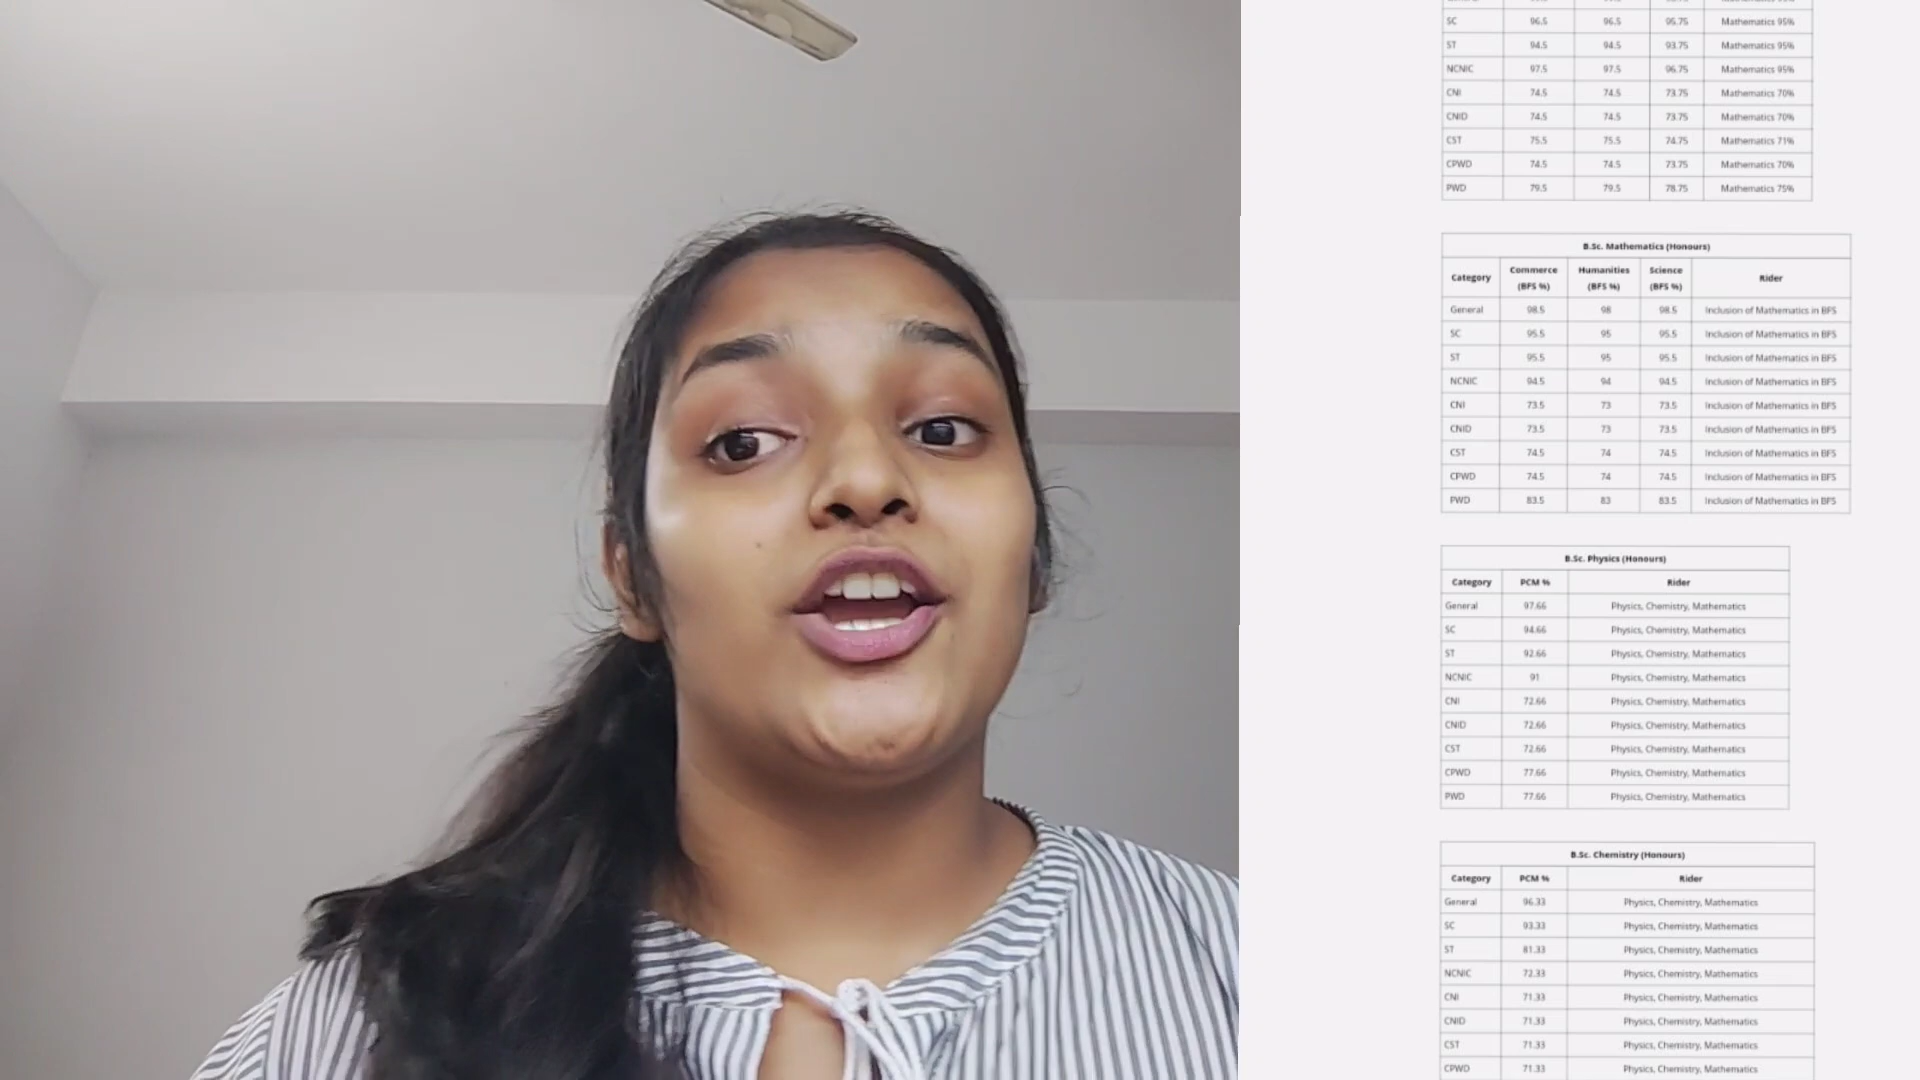 SC 96.5 96.5 95.75 Mathematics 95%
ST 94.5 94.5 93.75 Mathematics 95%
NCNIC 97.5 97.5 96.75 Mathematics 95%
CNI 74.5 74.5 73.75 Mathematics 70%
CNID 74.5 74.5 73.75 Mathematics 70%
CST 75.5 75.5 74.75 Mathematics 71%
CPWD 74.5 74.5 73.75 Mathematics 70%
PWD 79.5 79.5 78.75 Mathematics 75%
B.Sc. Mathematics (Honours)
Category Commerce (BFS %) Humanities (BFS %) Science (BFS %) Rider
General 98.5 98 98.5 Inclusion of Mathematics in BFS
SC 95.5 95 95.5 Inclusion of Mathematics in BFS
ST 95.5 95 95.5 Inclusion of Mathematics in BFS
NCNIC 94.5 94 94.5 Inclusion of Mathematics in BFS
CNI 73.5 73 73.5 Inclusion of Mathematics in BFS
CNID 73.5 73 73.5 Inclusion of Mathematics in BFS
CST 74.5 74 74.5 Inclusion of Mathematics in BFS
CPWD 74.5 74 74.5 Inclusion of Mathematics in BFS
PWD 83.5 83 83.5 Inclusion of Mathematics in BFS
B.Sc. Physics (Honours)
Category PCM % Rider
General 97.66 Physics, Chemistry, Mathematics
SC 94.66 Physics, Chemistry, Mathematics
ST 92.66 Physics, Chemistry, Mathematics
NCNIC 91 Physics, Chemistry, Mathematics
CNI 72.66 Physics, Chemistry, Mathematics
CNID 72.66 Physics, Chemistry, Mathematics
CST 72.66 Physics, Chemistry, Mathematics
CPWD 77.66 Physics, Chemistry, Mathematics
PWD 77.66 Physics, Chemistry, Mathematics
B.Sc. Chemistry (Honours)
Category PCM % Rider
General 96.33 Physics, Chemistry, Mathematics
SC 93.33 Physics, Chemistry, Mathematics
ST 81.33 Physics, Chemistry, Mathematics
NCNIC 72.33 Physics, Chemistry, Mathematics
CNI 71.33 Physics, Chemistry, Mathematics
CNID 71.33 Physics, Chemistry, Mathematics
CST 71.33 Physics, Chemistry, Mathematics
CPWD 71.33 Physics, Chemistry, Mathematics